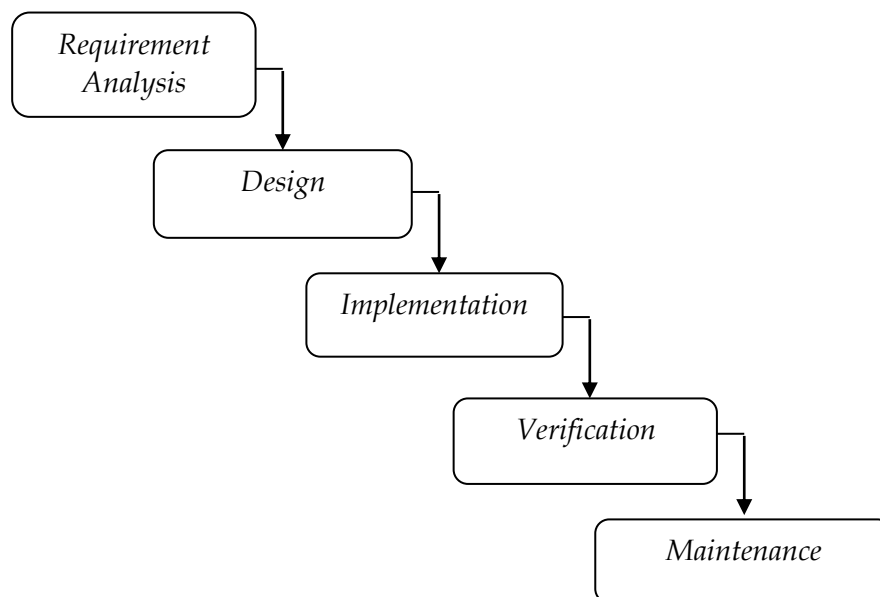 Requirement
Analysis
Design
Implementation
Verification
Maintenance